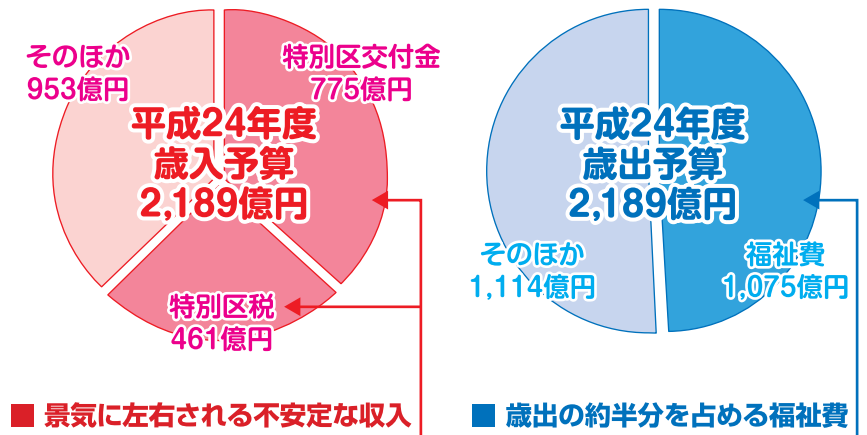 そのほか
953億円
特別区交付金
775億円
平成24年度
歳入予算
2,189億円
特別区税
461億円
■ 景気に左右される不安定な収入
平成24年度
歳出予算
2,189億円
そのほか
1,114億円
福祉費
1,075億円
■ 歳出の約半分を占める福祉費